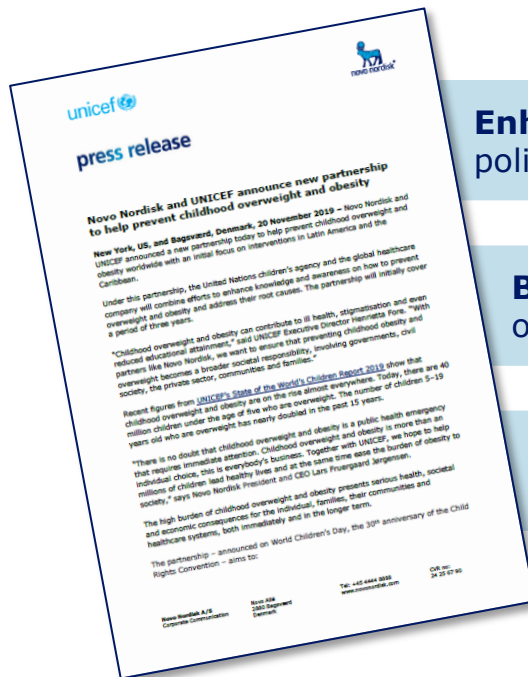 unicef
novo nordisk
press release
Novo Nordisk and UNICEF announce new partnership
to help prevent childhood overweight and obesity
New York, US, and Bagsværd, Denmark, 20 November 2019 – Novo Nordisk and
UNICEF announced a new partnership today to help prevent childhood overweight and
obesity worldwide with an initial focus on interventions in Latin America and the
Caribbean.
Under this partnership, the United Nations children's agency and the global healthcare
company will combine efforts to enhance knowledge and awareness on how to prevent
overweight and obesity and address their root causes. The partnership will initially cover
a period of three years.
"Childhood overweight and obesity can contribute to ill health, stigmatisation and even
reduced educational attainment," said UNICEF Executive Director Henrietta Fore. "With
partners like Novo Nordisk, we want to ensure that preventing childhood obesity and
overweight becomes a broader societal responsibility, involving governments, civil
society, the private sector, communities and families."
Recent figures from UNICEF's State of the World's Children Report 2019 show that
childhood overweight and obesity are on the rise almost everywhere. Today, there are 40
million children under the age of five who are overweight. The number of children 5–19
years old who are overweight has nearly doubled in the past 15 years.
"There is no doubt that childhood overweight and obesity is a public health emergency
that requires immediate attention. Childhood overweight and obesity is more than an
individual choice, this is everybody's business. Together with UNICEF, we hope to help
millions of children lead healthy lives and at the same time ease the burden of obesity to
society," says Novo Nordisk President and CEO Lars Fruergaard Jørgensen.
The high burden of childhood overweight and obesity presents serious health, societal
and economic consequences for the individual, families, their communities and
healthcare systems, both immediately and in the longer term.
The partnership – announced on World Children's Day, the 30th anniversary of the Child
Rights Convention – aims to:
Novo Nordisk A/S
Corporate Communication
Novo Allé
2880 Bagsværd
Denmark
Tel: +45 4444 8888
www.novonordisk.com
CVR no:
24 25 67 90
Enh
poli
B
o